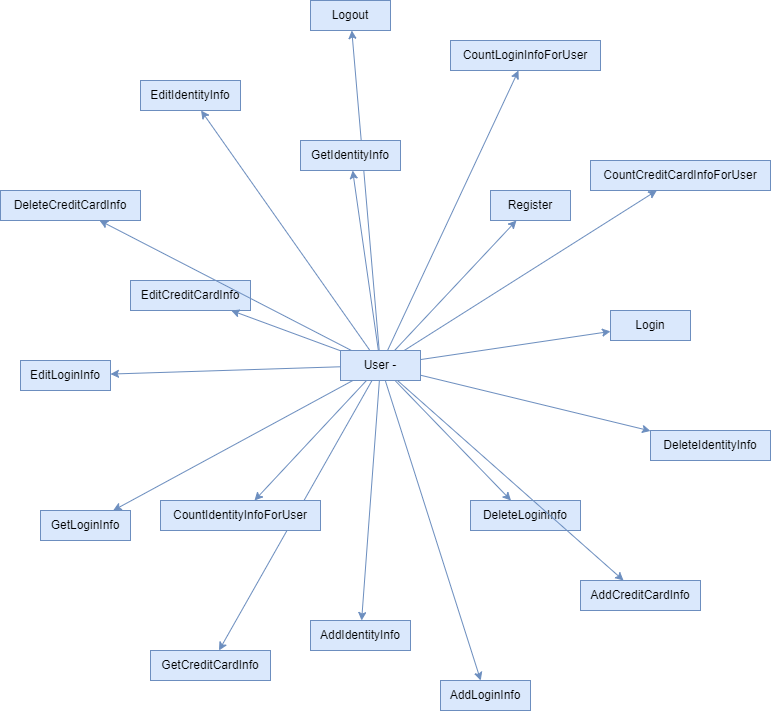 Logout
CountLoginInfoForUser
EditIdentityInfo
GetIdentityInfo
CountCreditCardInfoForUser
DeleteCreditCardInfo
Register
EditCreditCardInfo
Login
User -
EditLoginInfo
DeleteIdentityInfo
GetLoginInfo
CountIdentityInfoForUser
DeleteLoginInfo
AddCreditCardInfo
AddIdentityInfo
GetCreditCardInfo
AddLoginInfo